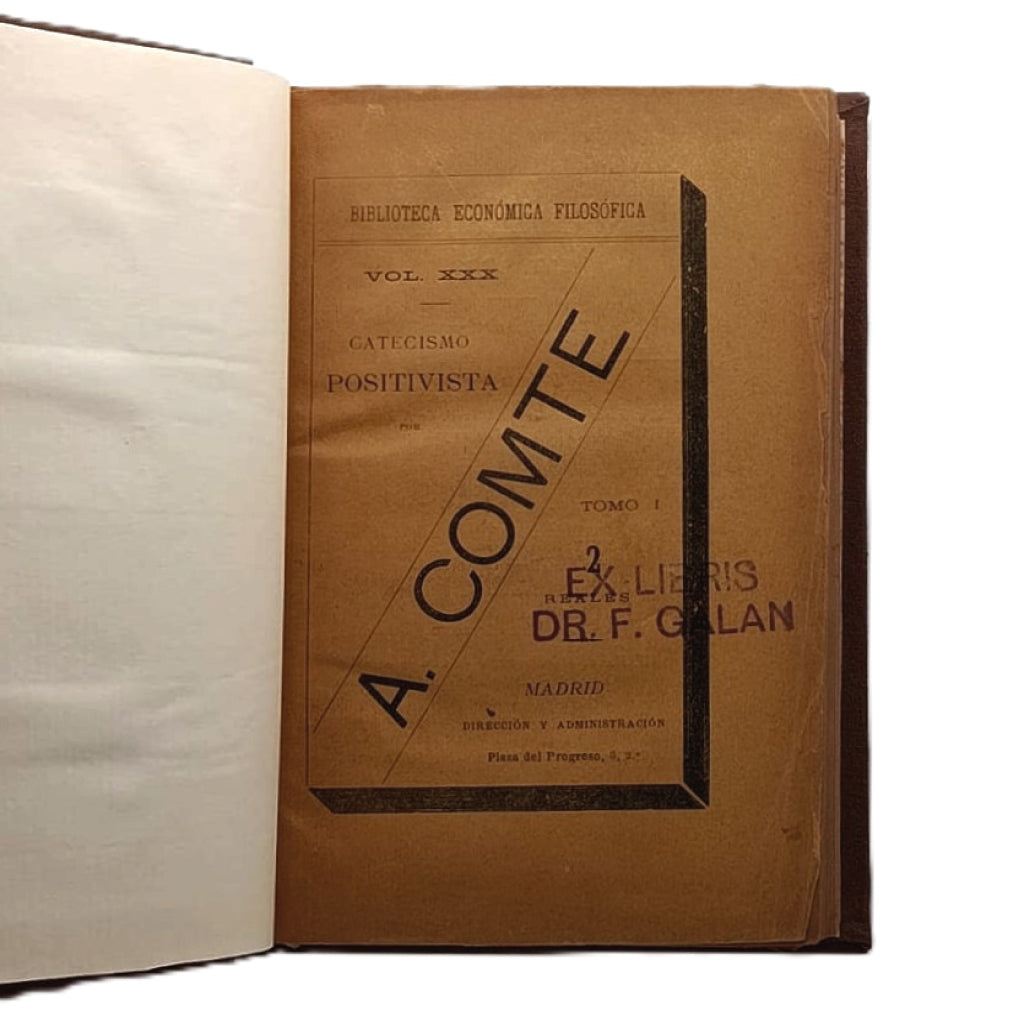 BIBLIOTECA ECONÓMICA FILOSÓFICA
VOL. XXX
CATECISMO
POSITIVISTA
POR
A. COMTE
TOMO I
2
REALES
EX-LIBRIS
DR. F. GALAN
MADRID
DIRECCIÓN Y ADMINISTRACIÓN
Plaza del Progreso,